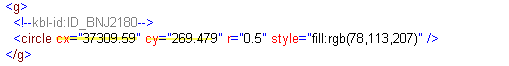 <g>
<!--kbl-id:ID_BNJ2180-->
<circle cx="37309.59" cy="269.479" r="0.5" style="fill:rgb(78,113,207)" />
</g>